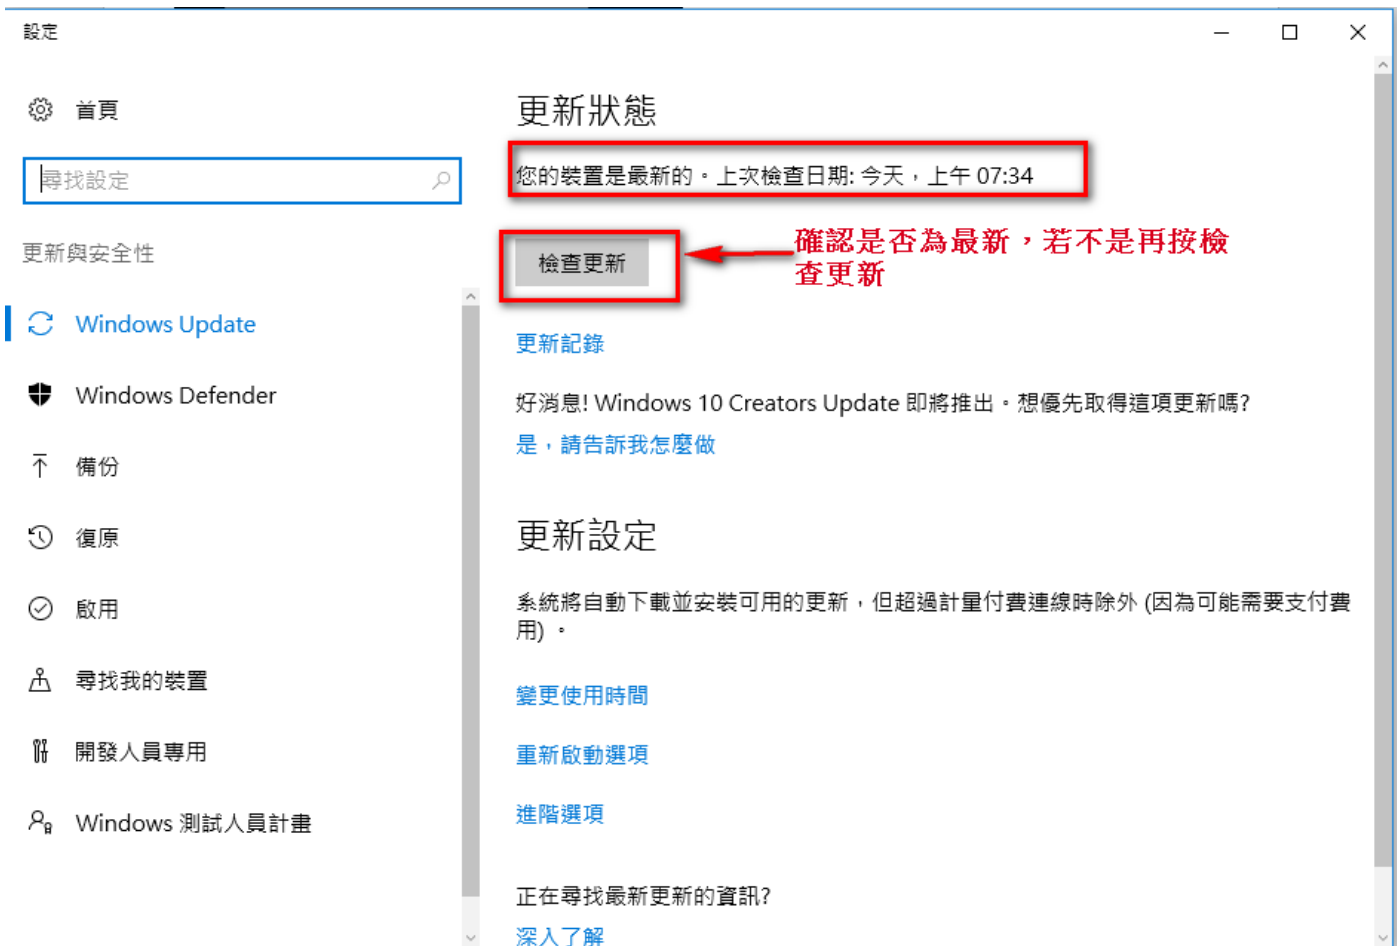 設定
首頁
尋找設定
更新與安全性
Windows Update
Windows Defender
備份
復原
啟用
尋找我的裝置
開發人員專用
Windows 測試人員計畫
更新狀態
您的裝置是最新的。上次檢查日期: 今天，上午 07:34
檢查更新
確認是否為最新，若不是再按檢
查更新
更新記錄
好消息! Windows 10 Creators Update 即將推出。想優先取得這項更新嗎?
是，請告訴我怎麼做
更新設定
系統將自動下載並安裝可用的更新，但超過計量付費連線時除外 (因為可能需要支付費
用) 。
變更使用時間
重新啟動選項
進階選項
正在尋找最新更新的資訊?
深入了解